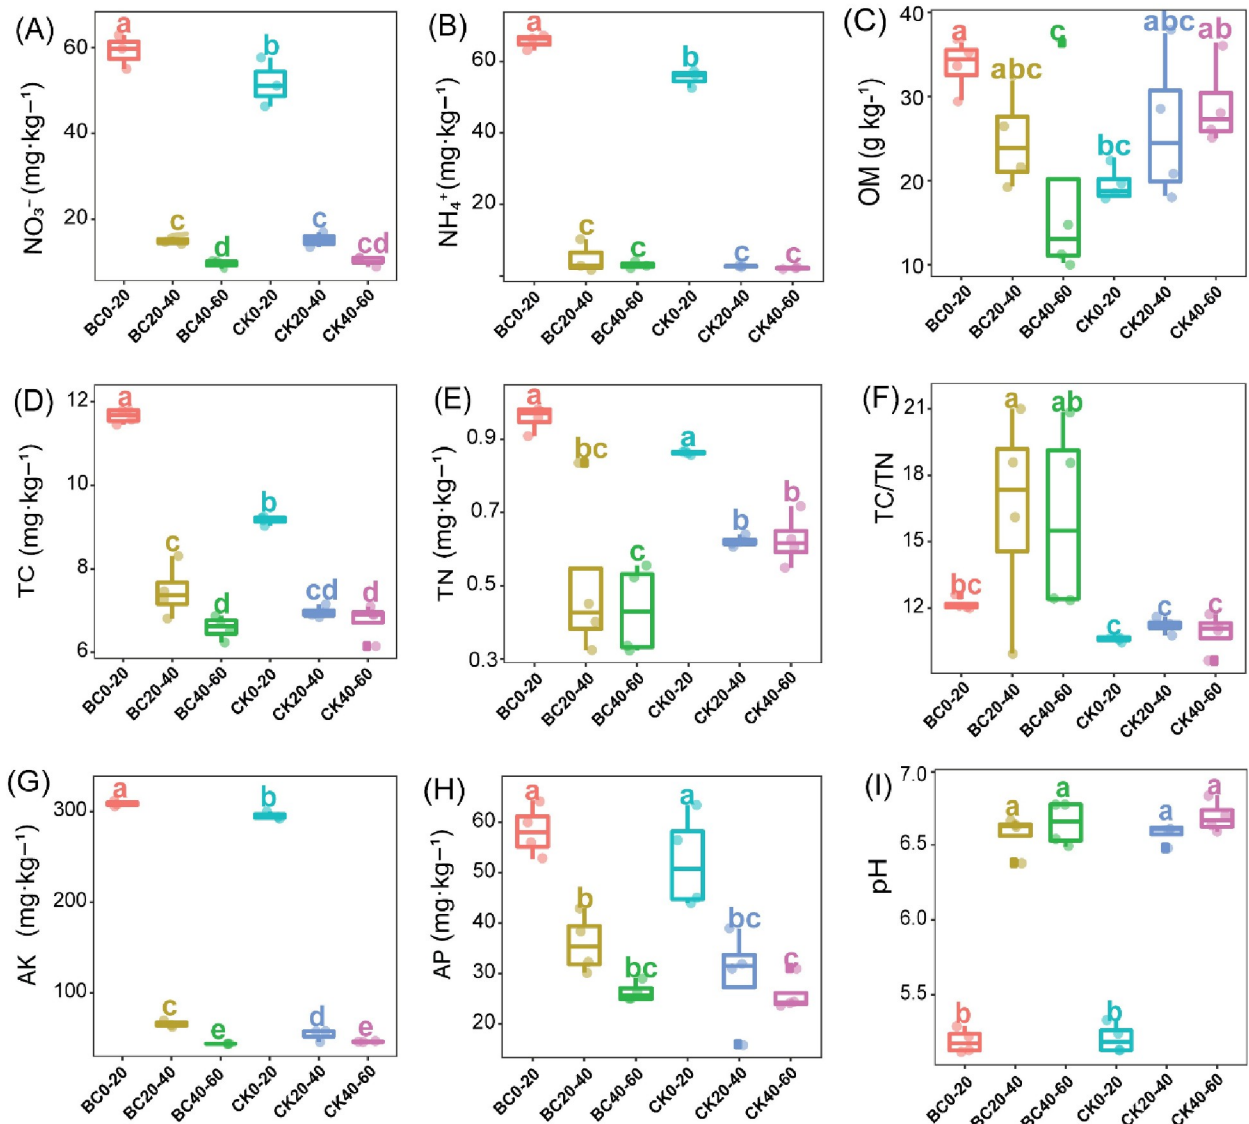 (A)
NO₃⁻ (mg·kg⁻¹)
60
40
20
a
c
d
b
c
cd
BC0-20
BC20-40
BC40-60
CK0-20
CK20-40
CK40-60
(B)
NH₄⁺ (mg·kg⁻¹)
60
40
20
a
c
c
b
c
c
BC0-20
BC20-40
BC40-60
CK0-20
CK20-40
CK40-60
(C)
OM (g kg-¹)
40
30
20
10
a
abc
c
bc
abc
ab
BC0-20
BC20-40
BC40-60
CK0-20
CK20-40
CK40-60
(D)
TC (mg·kg⁻¹)
12
10
8
6
a
c
d
b
cd
d
BC0-20
BC20-40
BC40-60
CK0-20
CK20-40
CK40-60
(E)
TN (mg·kg⁻¹)
0.9
0.7
0.5
0.3
a
bc
c
a
b
b
BC0-20
BC20-40
BC40-60
CK0-20
CK20-40
CK40-60
(F)
TC/TN
21
18
15
12
bc
a
ab
c
c
c
BC0-20
BC20-40
BC40-60
CK0-20
CK20-40
CK40-60
(G)
AK (mg·kg⁻¹)
300
200
100
a
c
e
b
d
e
BC0-20
BC20-40
BC40-60
CK0-20
CK20-40
CK40-60
(H)
AP (mg·kg⁻¹)
60
50
40
30
20
a
b
bc
a
bc
c
BC0-20
BC20-40
BC40-60
CK0-20
CK20-40
CK40-60
(I)
pH
7.0
6.5
6.0
5.5
b
a
a
b
a
a
BC0-20
BC20-40
BC40-60
CK0-20
CK20-40
CK40-60